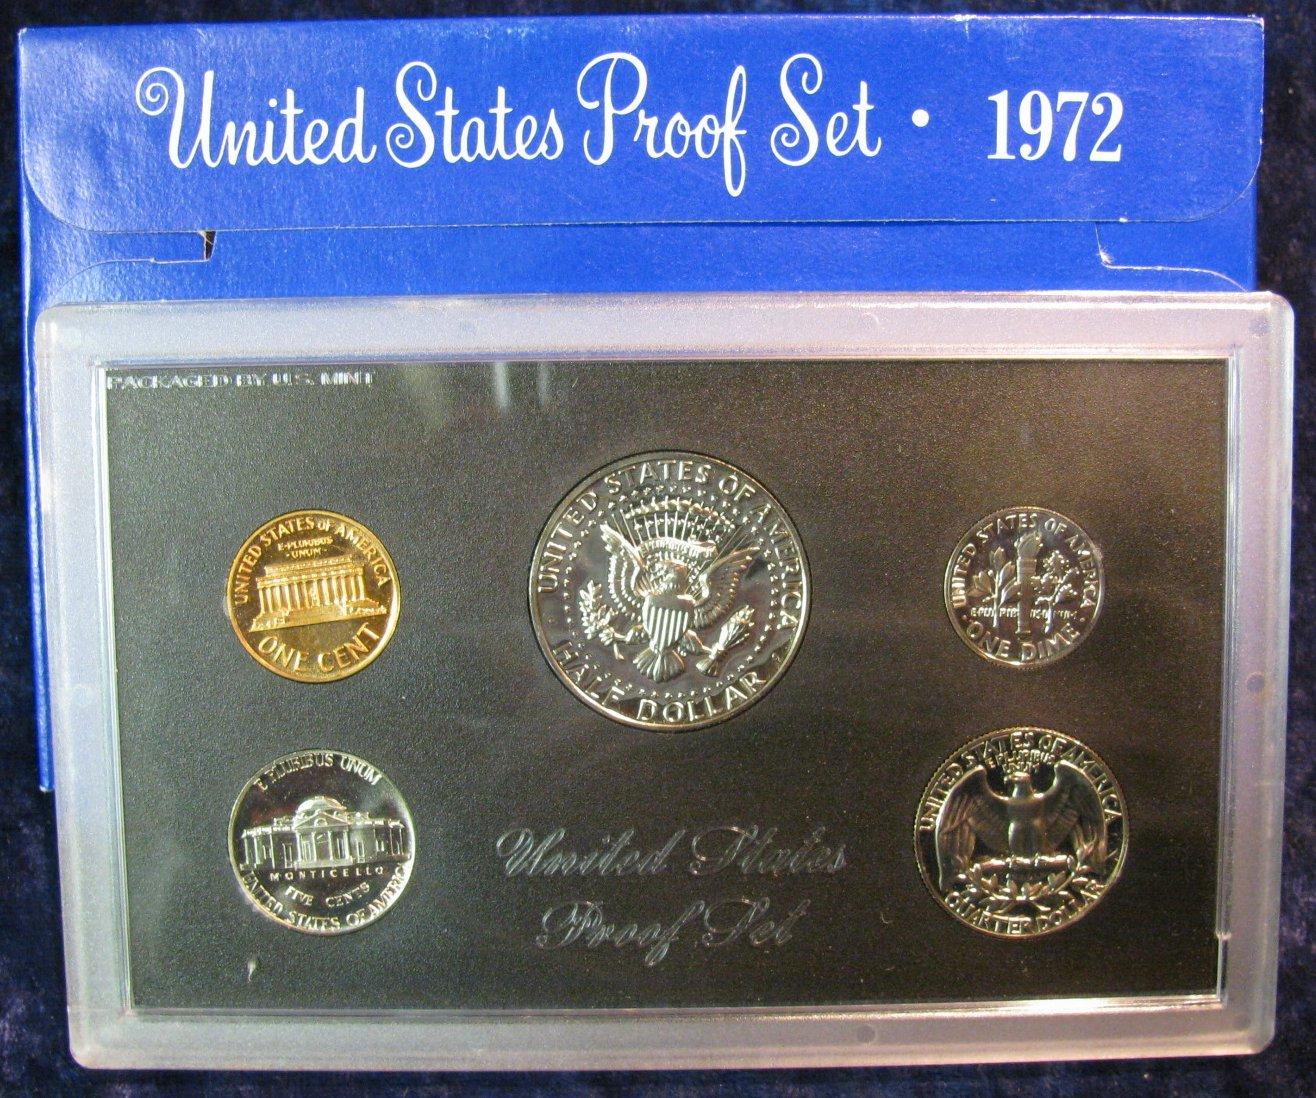 United States Proof Set • 1972
PACKAGED BY U.S. MINT
UNITED STATES OF AMERICA
E·PLURIBUS
·UNUM·
ONE CENT
UNITED STATES OF AMERICA
E PLURIBUS UNUM
HALF DOLLAR
UNITED STATES OF AMERICA
E PLURIBUS UNUM
·ONE DIME·
E PLURIBUS UNUM
MONTICELLO
FIVE CENTS
UNITED STATES OF AMERICA
UNITED STATES OF AMERICA
E PLURIBUS
UNUM
QUARTER DOLLAR
United States
Proof Set